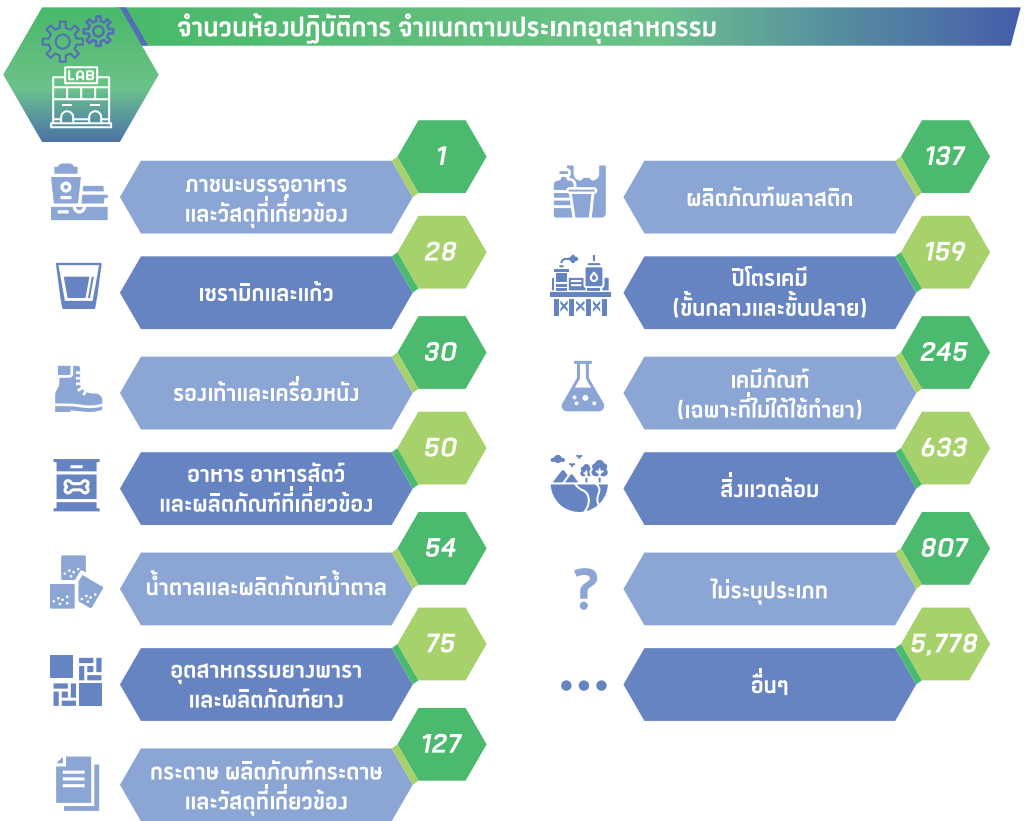 จำนวนห้องปฏิบัติการ จำแนกตามประเภทอุตสาหกรรม
LAB
1
ภาชนะบรรจุอาหาร
และวัสดุที่เกี่ยวข้อง
28
เซรามิกและแก้ว
30
รองเท้าและเครื่องหนัง
50
อาหาร อาหารสัตว์
และผลิตภัณฑ์ที่เกี่ยวข้อง
54
น้ำตาลและผลิตภัณฑ์น้ำตาล
75
อุตสาหกรรมยางพารา
และผลิตภัณฑ์ยาง
127
กระดาษ ผลิตภัณฑ์กระดาษ
และวัสดุที่เกี่ยวข้อง
137
ผลิตภัณฑ์พลาสติก
159
ปิโตรเคมี
(ขั้นกลางและขั้นปลาย)
245
เคมีภัณฑ์
(เฉพาะที่ไม่ได้ใช้ทำยา)
633
สิ่งแวดล้อม
807
?
ไม่ระบุประเภท
5,778
อื่นๆ